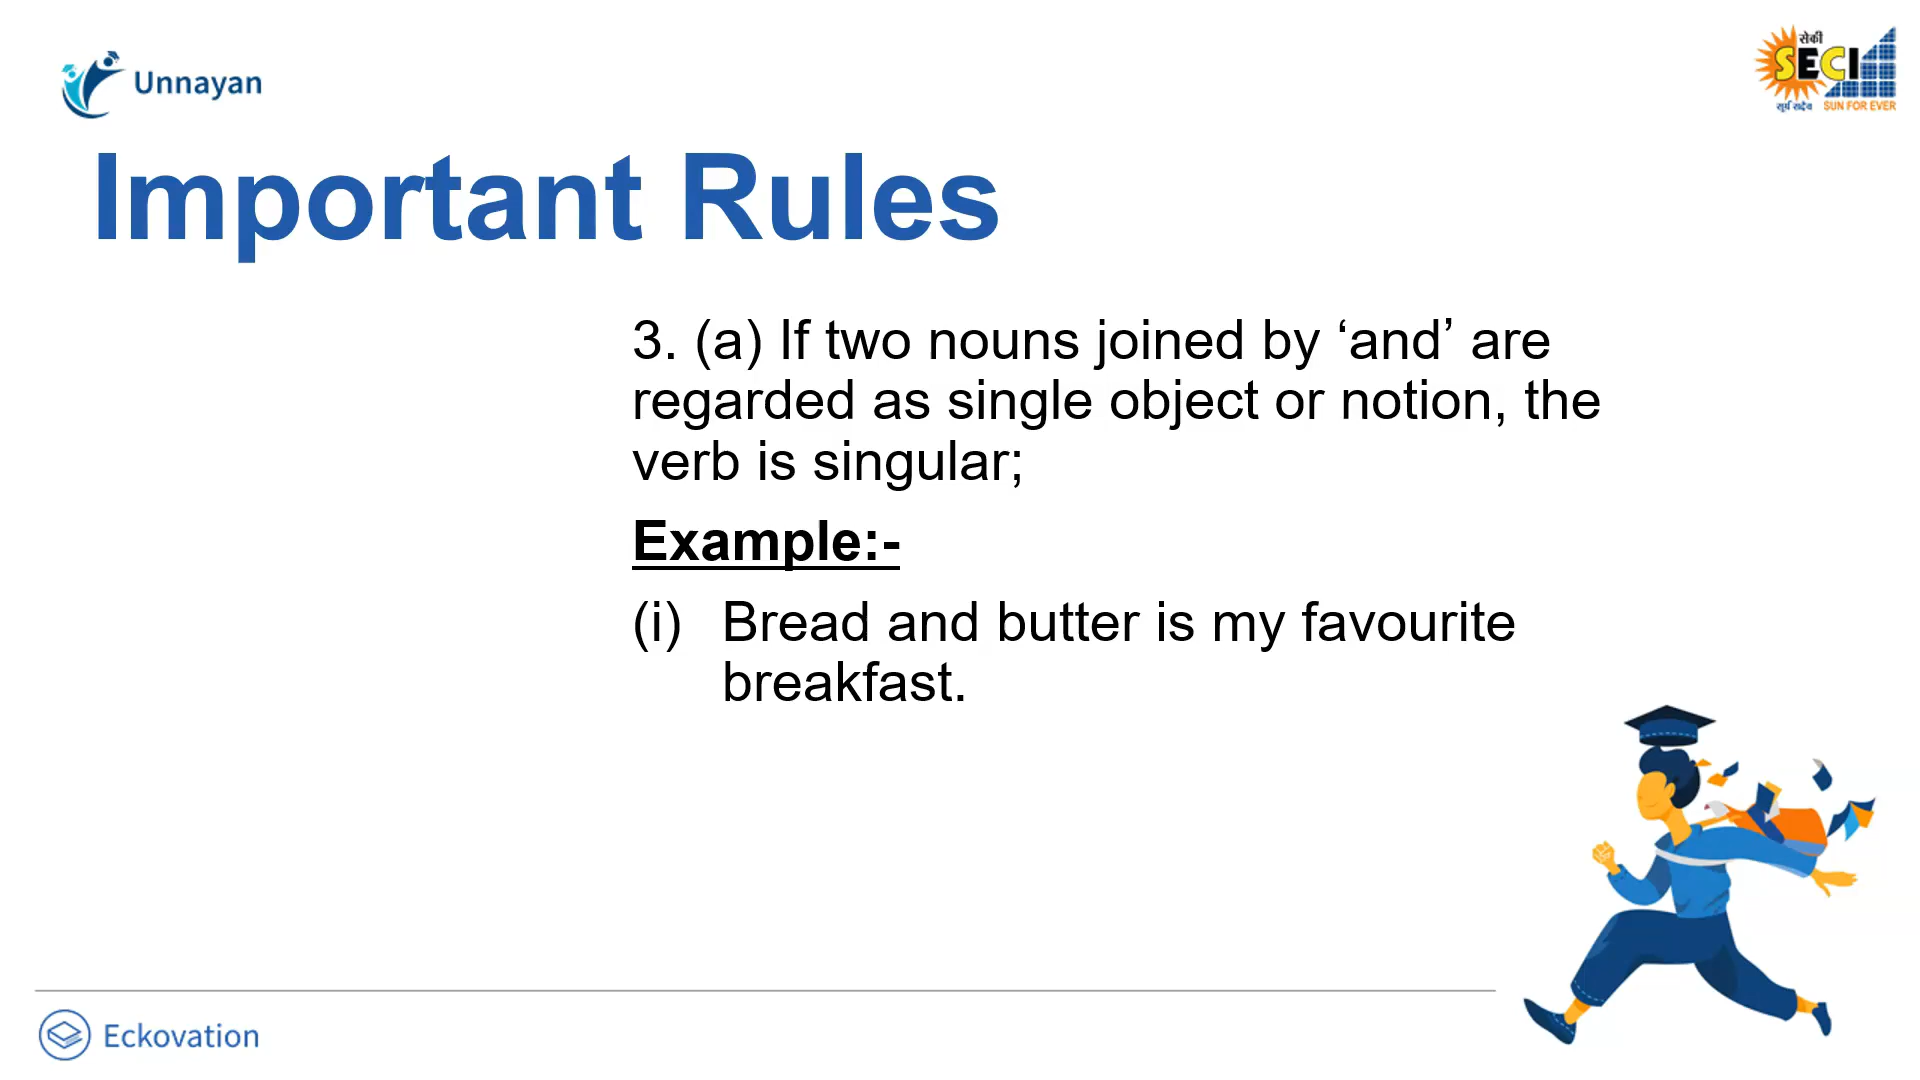 Unnayan
सेकी
SECI
सूर्य सदैव SUN FOR EVER
Important Rules
3. (a) If two nouns joined by ‘and’ are
regarded as single object or notion, the
verb is singular;
Example:-
(i) Bread and butter is my favourite
breakfast.
Eckovation